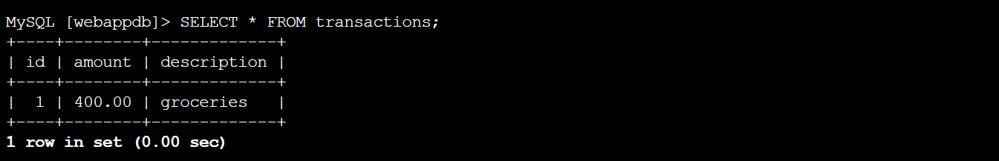 MySQL [webappdb]> SELECT * FROM transactions;
+----+--------+-------------+
| id | amount | description |
+----+--------+-------------+
|  1 | 400.00 | groceries   |
+----+--------+-------------+
1 row in set (0.00 sec)